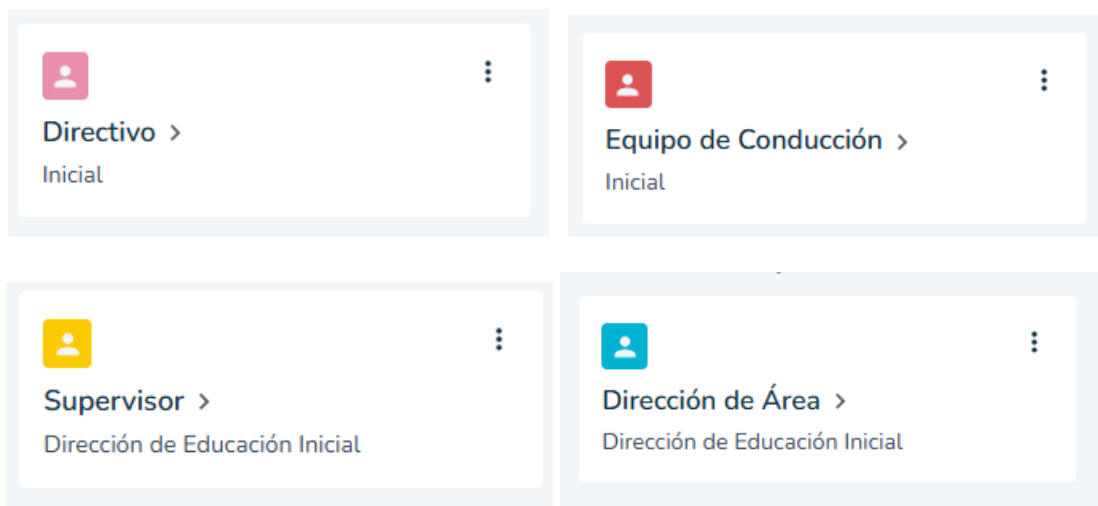 Directivo
Inicial
Equipo de Conducción
Inicial
Supervisor
Dirección de Educación Inicial
Dirección de Área
Dirección de Educación Inicial